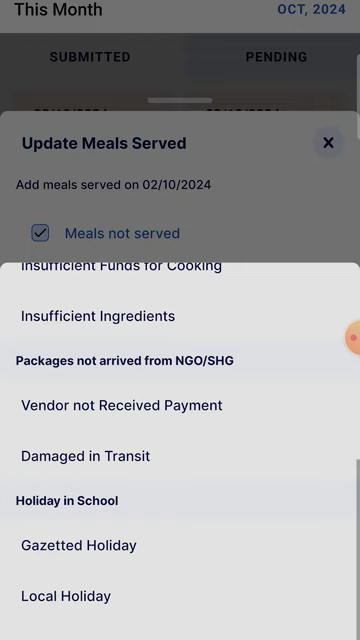 This Month
OCT, 2024
SUBMITTED
PENDING
Update Meals Served
Add meals served on 02/10/2024
Meals not served
Insufficient Funds for Cooking
Insufficient Ingredients
Packages not arrived from NGO/SHG
Vendor not Received Payment
Damaged in Transit
Holiday in School
Gazetted Holiday
Local Holiday